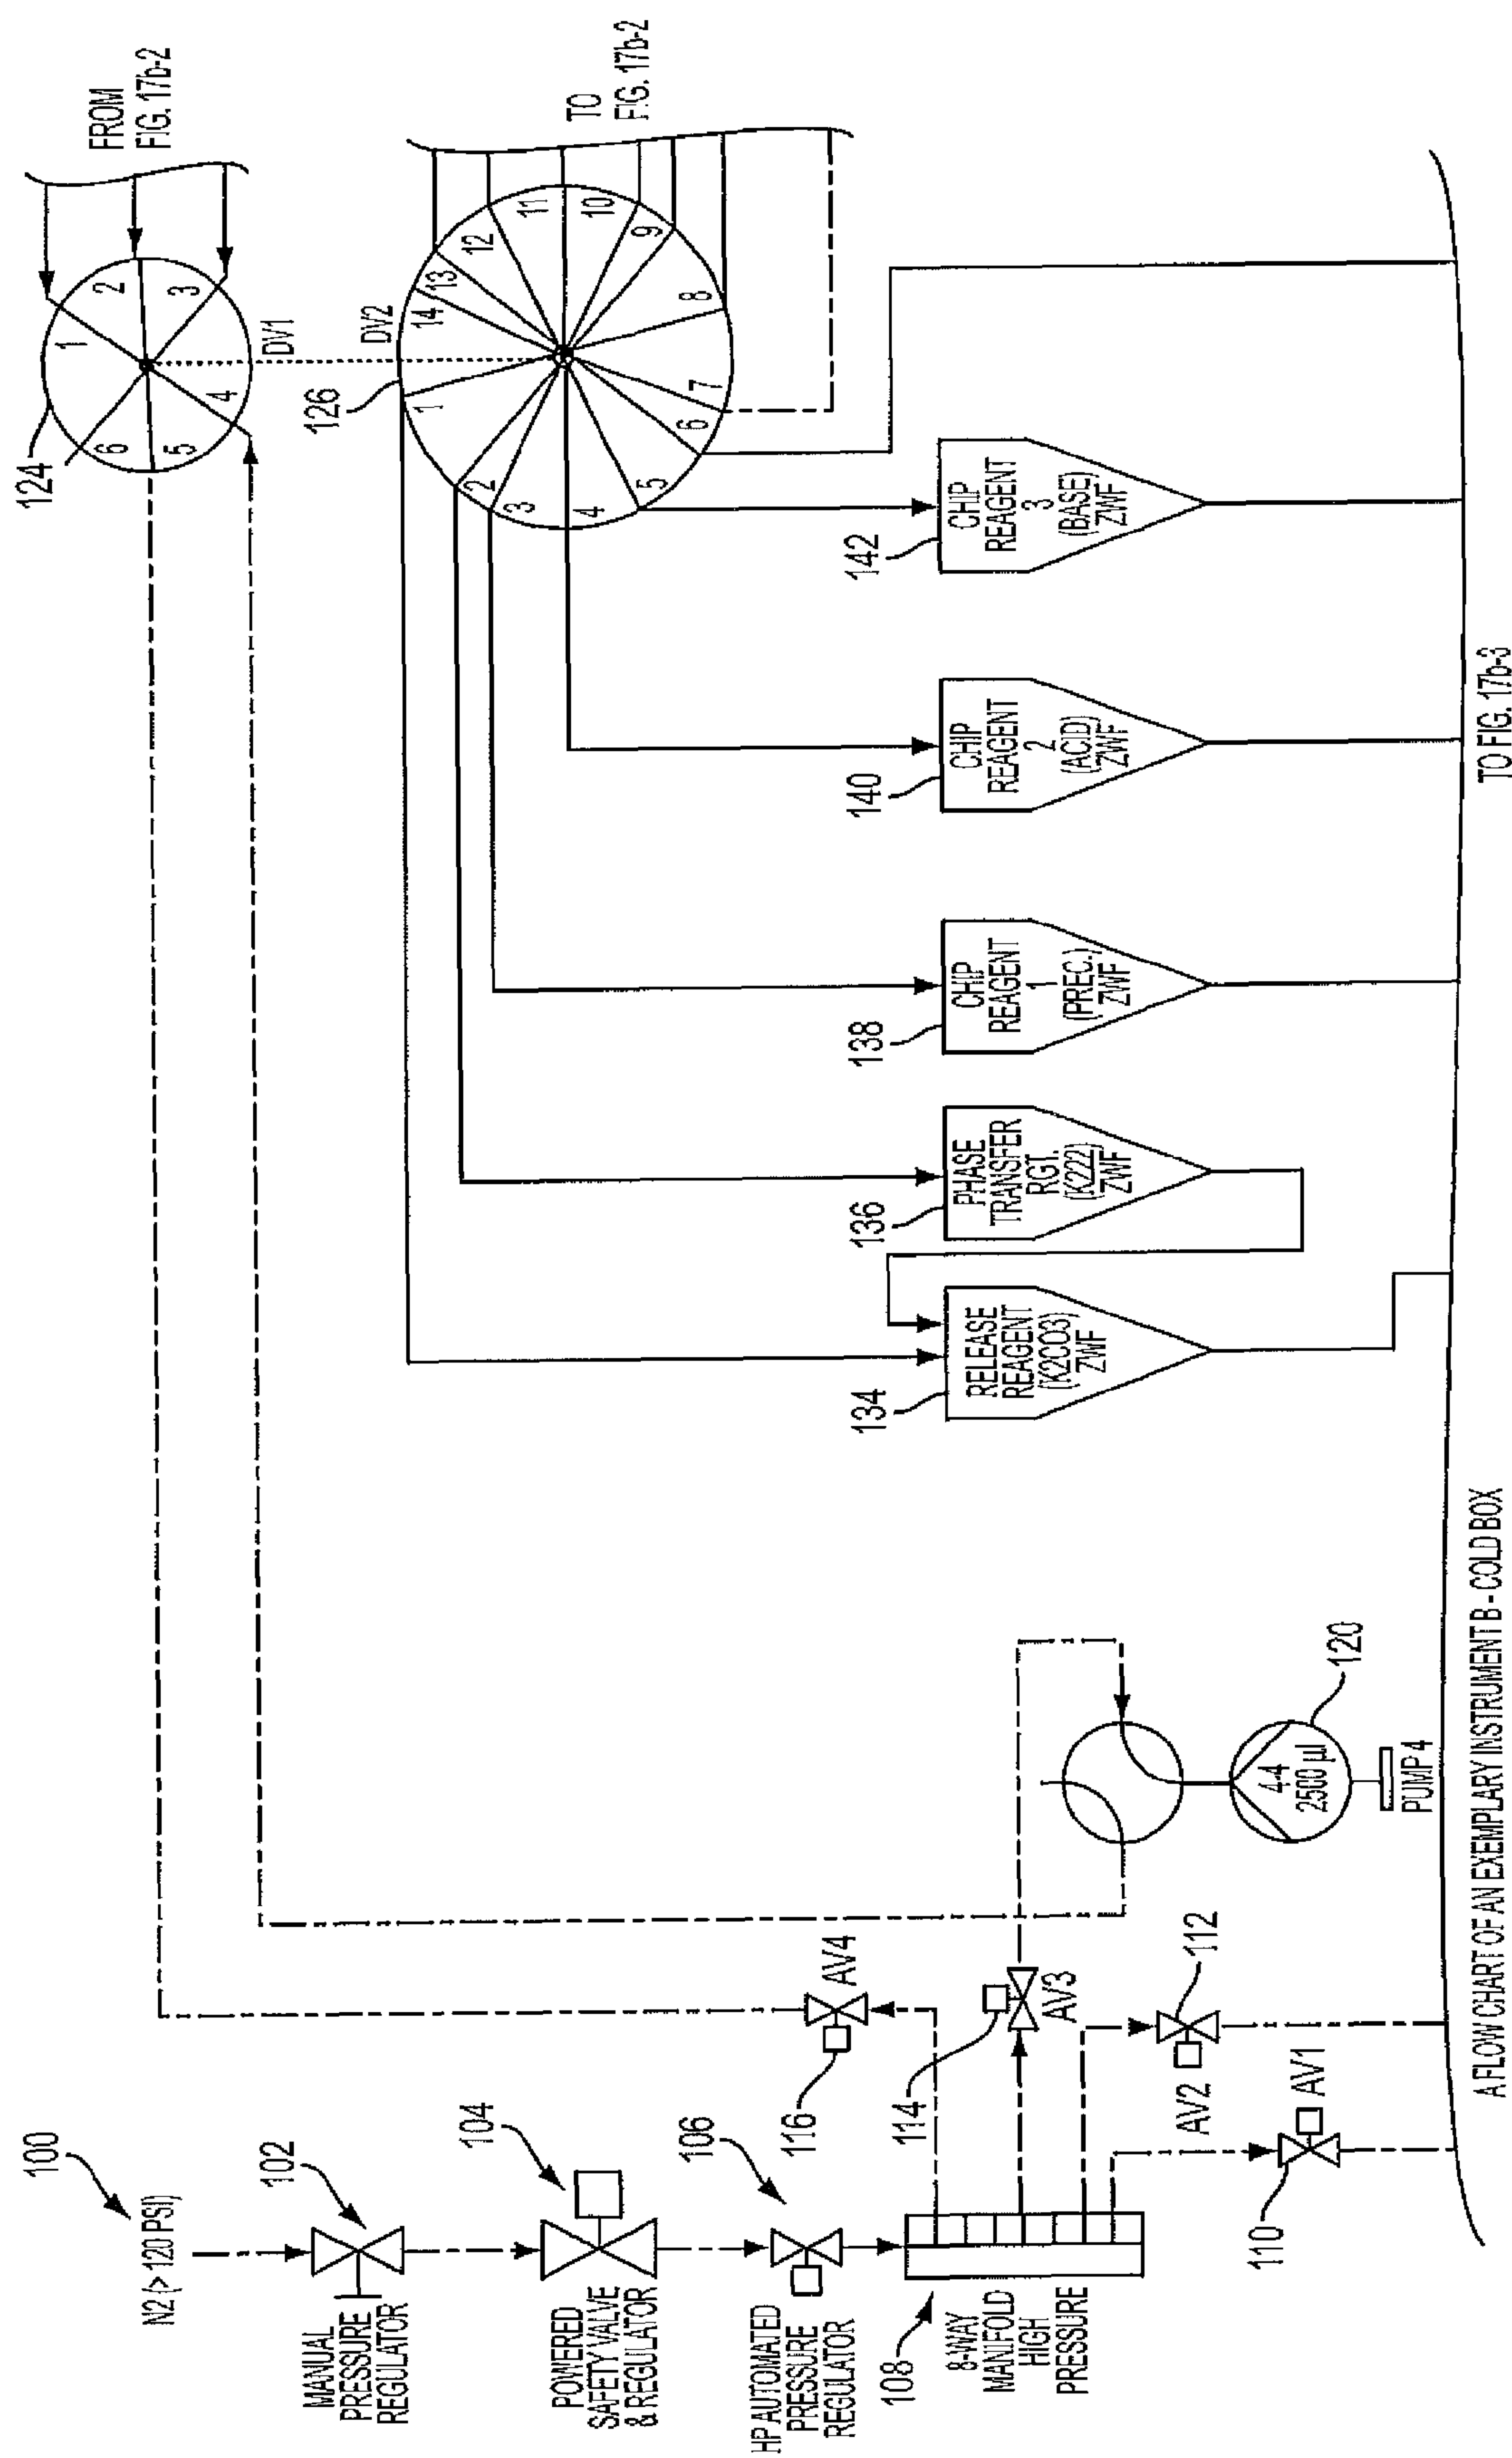 100
N2 (> 120 PSI)
102
MANUAL
PRESSURE
REGULATOR
104
POWERED
SAFETY VALVE
& REGULATOR
106
HP AUTOMATED
PRESSURE
REGULATOR
108
8-WAY
MANIFOLD
HIGH
PRESSURE
116
AV4
114
AV3
112
AV2
110
AV1
120
4-4
2500 µl
PUMP 4
124
1
2
3
4
5
6
FROM
FIG. 17b-2
DV1
DV2
126
1
2
3
4
5
6
7
8
9
10
11
12
13
14
TO
FIG. 17b-2
134
RELEASE
REAGENT
(K2CO3)
ZWF
136
PHASE
TRANSFER
RGT.
(K222)
ZWF
138
CHIP
REAGENT
1
(PREC.)
ZWF
140
CHIP
REAGENT
2
(ACID)
ZWF
142
CHIP
REAGENT
3
(BASE)
ZWF
TO FIG. 17b-3
A FLOW CHART OF AN EXEMPLARY INSTRUMENT B - COLD BOX